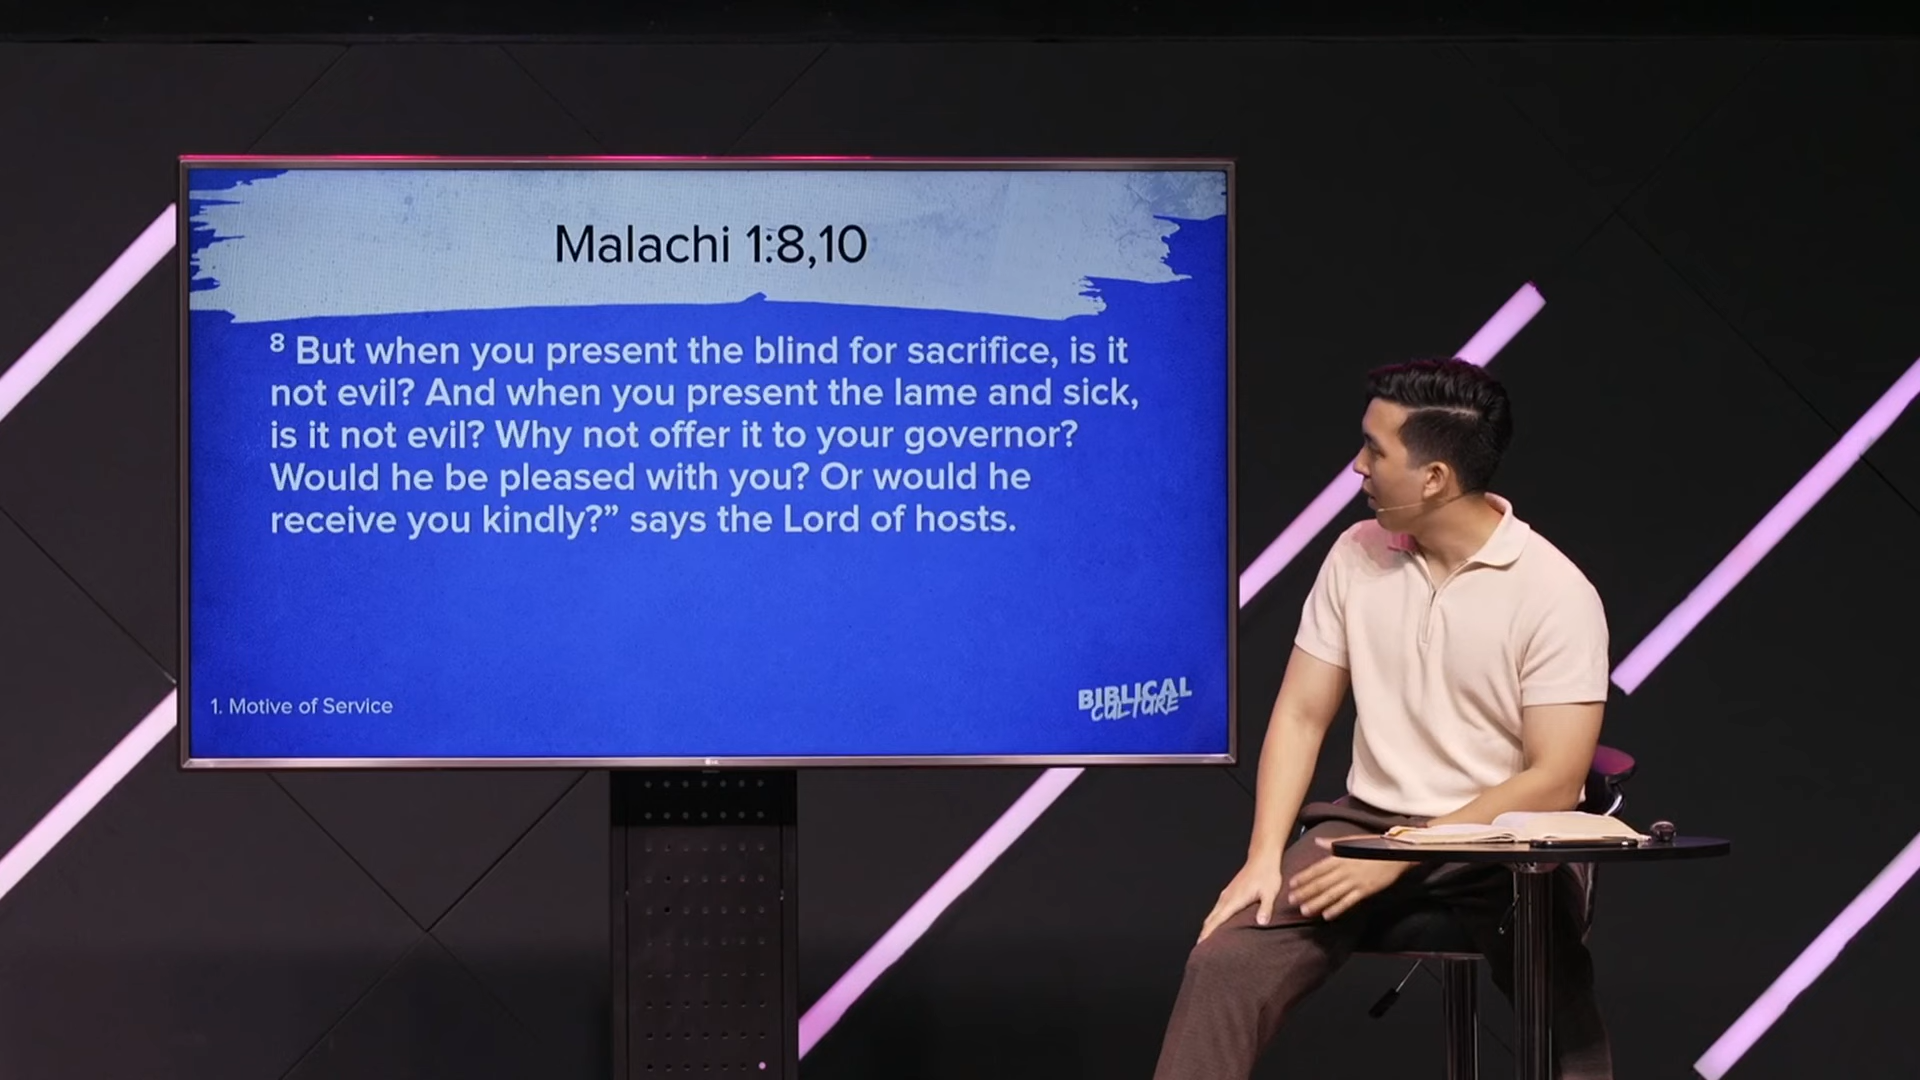 Malachi 1:8,10
8 But when you present the blind for sacrifice, is it
not evil? And when you present the lame and sick,
is it not evil? Why not offer it to your governor?
Would he be pleased with you? Or would he
receive you kindly?” says the Lord of hosts.
1. Motive of Service
BIBLICAL
CULTURE